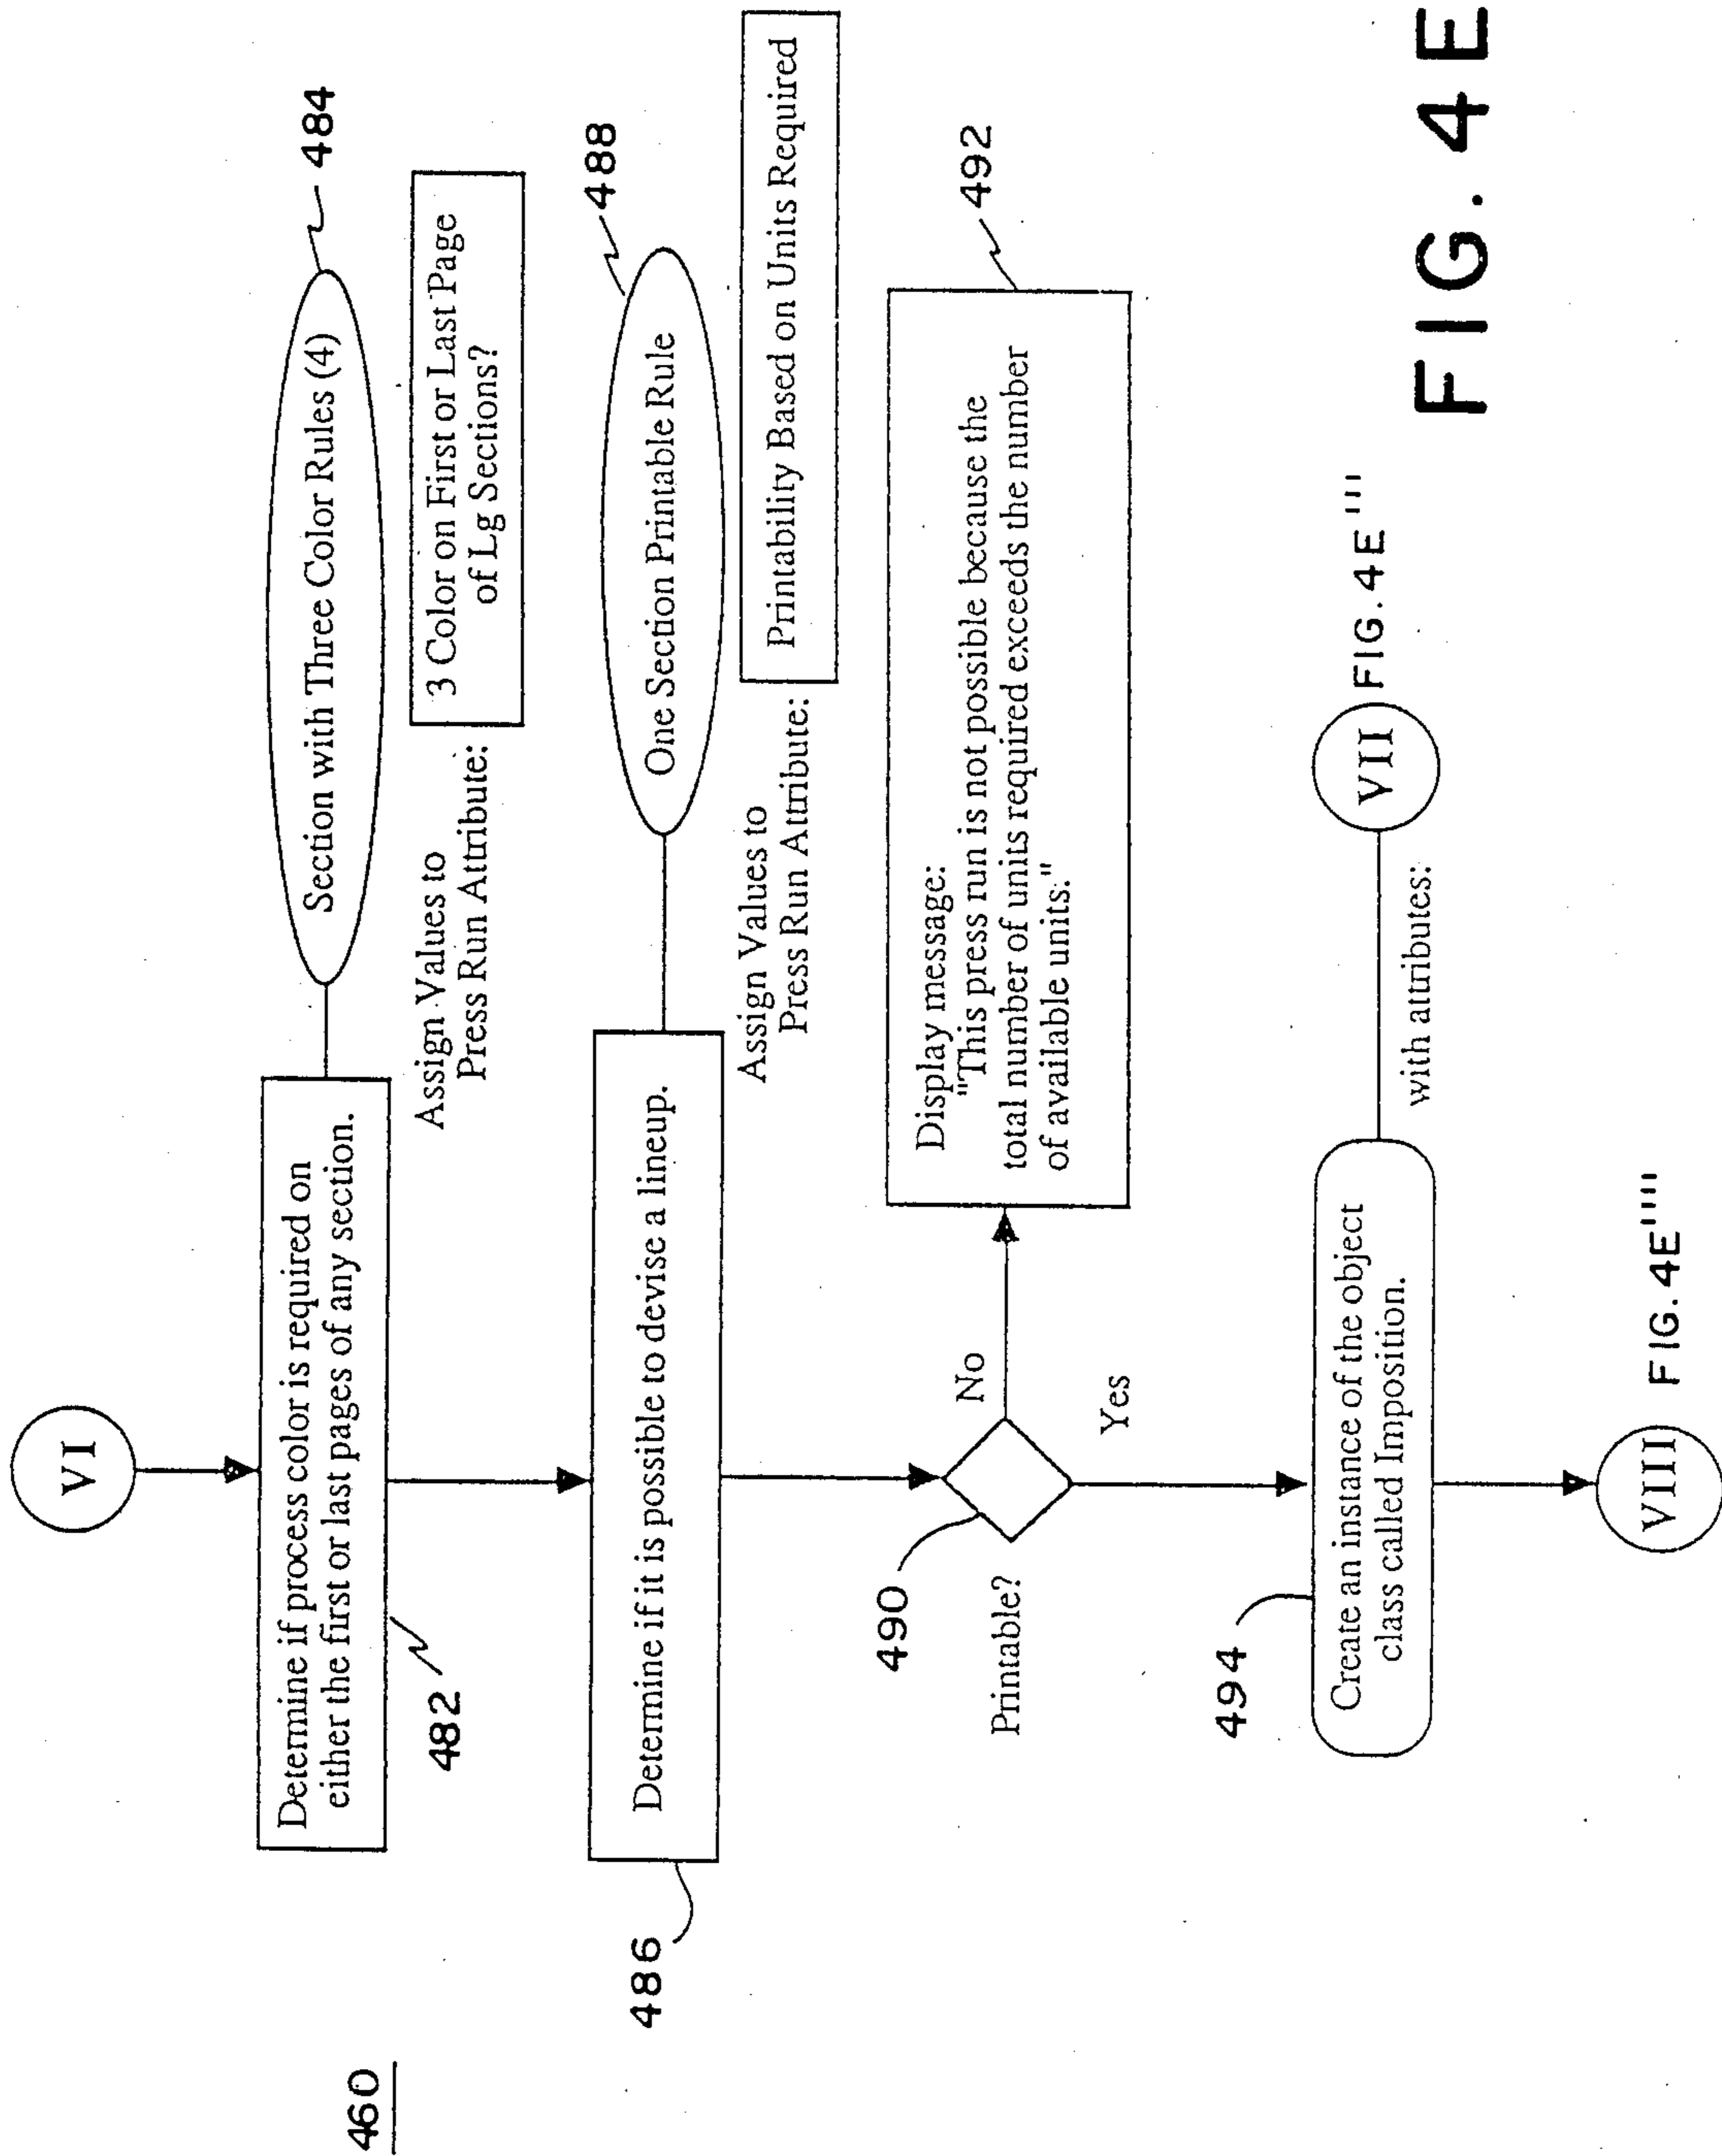 460
VI
Determine if process color is required on
either the first or last pages of any section.
482
Section with Three Color Rules (4)
484
Assign Values to
Press Run Attribute:
3 Color on First or Last Page
of Lg Sections?
Determine if it is possible to devise a lineup.
486
One Section Printable Rule
488
Assign Values to
Press Run Attribute:
Printability Based on Units Required
490
Printable?
No
Yes
Display message:
"This press run is not possible because the
total number of units required exceeds the number
of available units."
492
494
Create an instance of the object
class called Imposition.
with attributes:
VII
FIG. 4E'''
VIII
FIG. 4E''''
FIG. 4E